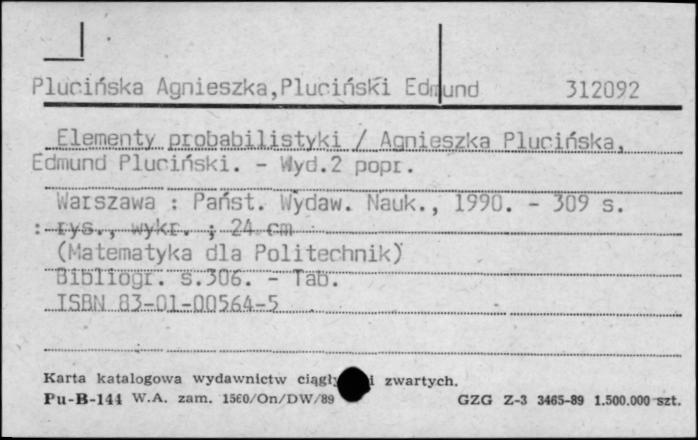 Plucińska Agnieszka,Pluciński Edmund 312092
Elementy probabilistyki / Agnieszka Plucińska,
Edmund Pluciński. - Wyd.2 popr.
Warszawa : Państ. Wydaw. Nauk., 1990. - 309 s.
: rys., wykr. ; 24 cm
(Matematyka dla Politechnik)
Bibliogr. s.306. - Tab.
ISBN 83-01-00564-5
Karta katalogowa wydawnictw i zwartych.
Pu-B-144 W.A. zam. 1560/On/DW/89 GZG Z-3 3465-89 1.500.000 szt.